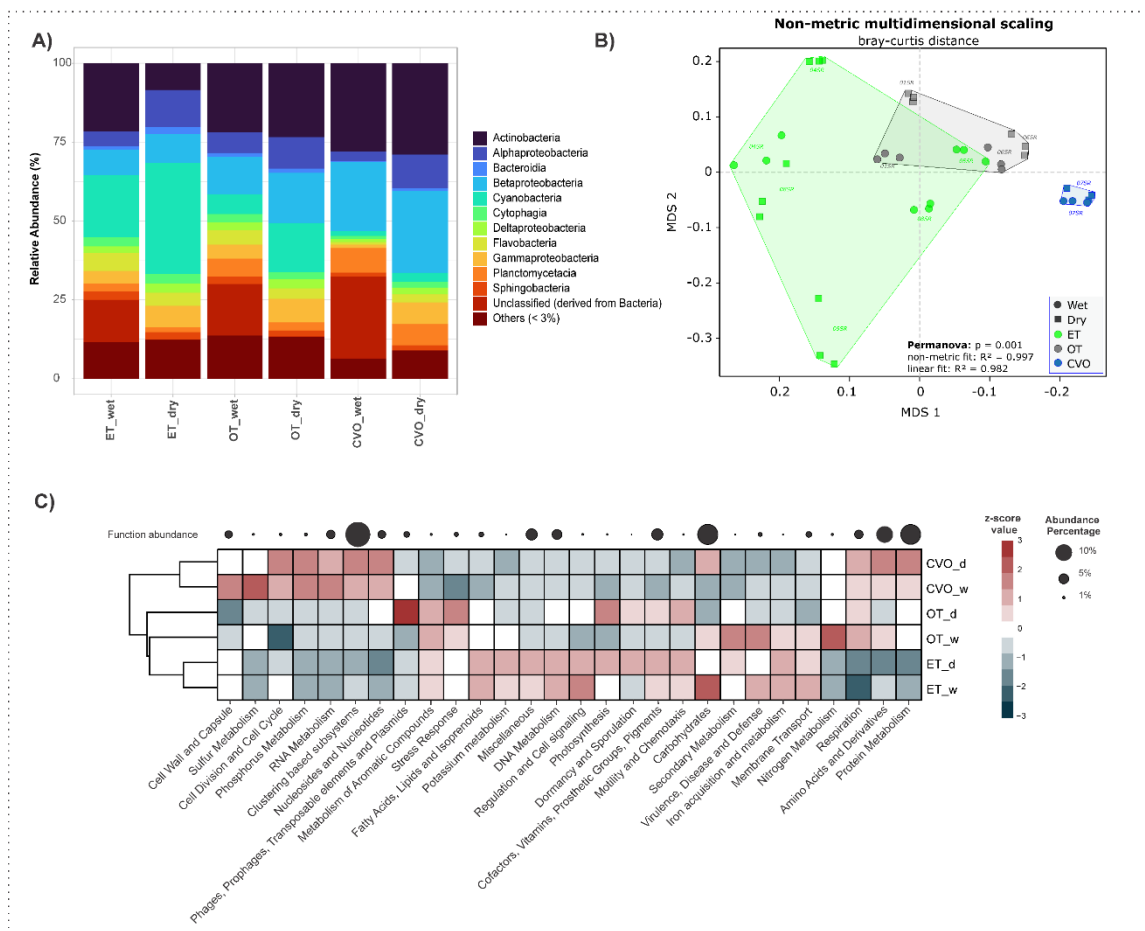 A)
100
75
50
25
0
Relative Abundance (%)
ET_wet
ET_dry
OT_wet
OT_dry
CVO_wet
CVO_dry
Actinobacteria
Alphaproteobacteria
Bacteroidia
Betaproteobacteria
Cyanobacteria
Cytophagia
Deltaproteobacteria
Flavobacteria
Gammaproteobacteria
Planctomycetacia
Sphingobacteria
Unclassified (derived from Bacteria)
Others (< 3%)
B)
Non-metric multidimensional scaling
bray-curtis distance
MDS 2
0.2
0.1
0
-0.1
-0.2
-0.3
0.2
0.1
0
-0.1
-0.2
MDS 1
07SR
07SR
Permanova: p = 0.001
non-metric fit: R² = 0.997
linear fit: R² = 0.982
Wet
Dry
ET
OT
CVO
C)
Function abundance
CVO_d
CVO_w
OT_d
OT_w
ET_d
ET_w
Cell Wall and Capsule
Sulfur Metabolism
Cell Division and Cell Cycle
Phosphorus Metabolism
RNA Metabolism
Clustering based subsystems
Nucleosides and Nucleotides
Phages, Prophages, Transposable elements and Plasmids
Metabolism of Aromatic Compounds
Stress Response
Fatty Acids, Lipids and Isoprenoids
Potassium metabolism
Miscellaneous
DNA Metabolism
Regulation and Cell signaling
Photosynthesis
Dormancy and Sporulation
Cofactors, Vitamins, Prosthetic Groups, Pigments
Motility and Chemotaxis
Carbohydrates
Secondary Metabolism
Virulence, Disease and Defense
Iron acquisition and metabolism
Membrane Transport
Nitrogen Metabolism
Respiration
Amino Acids and Derivatives
Protein Metabolism
z-score
value
3
2
1
0
−1
−2
−3
Abundance
Percentage
10%
5%
1%